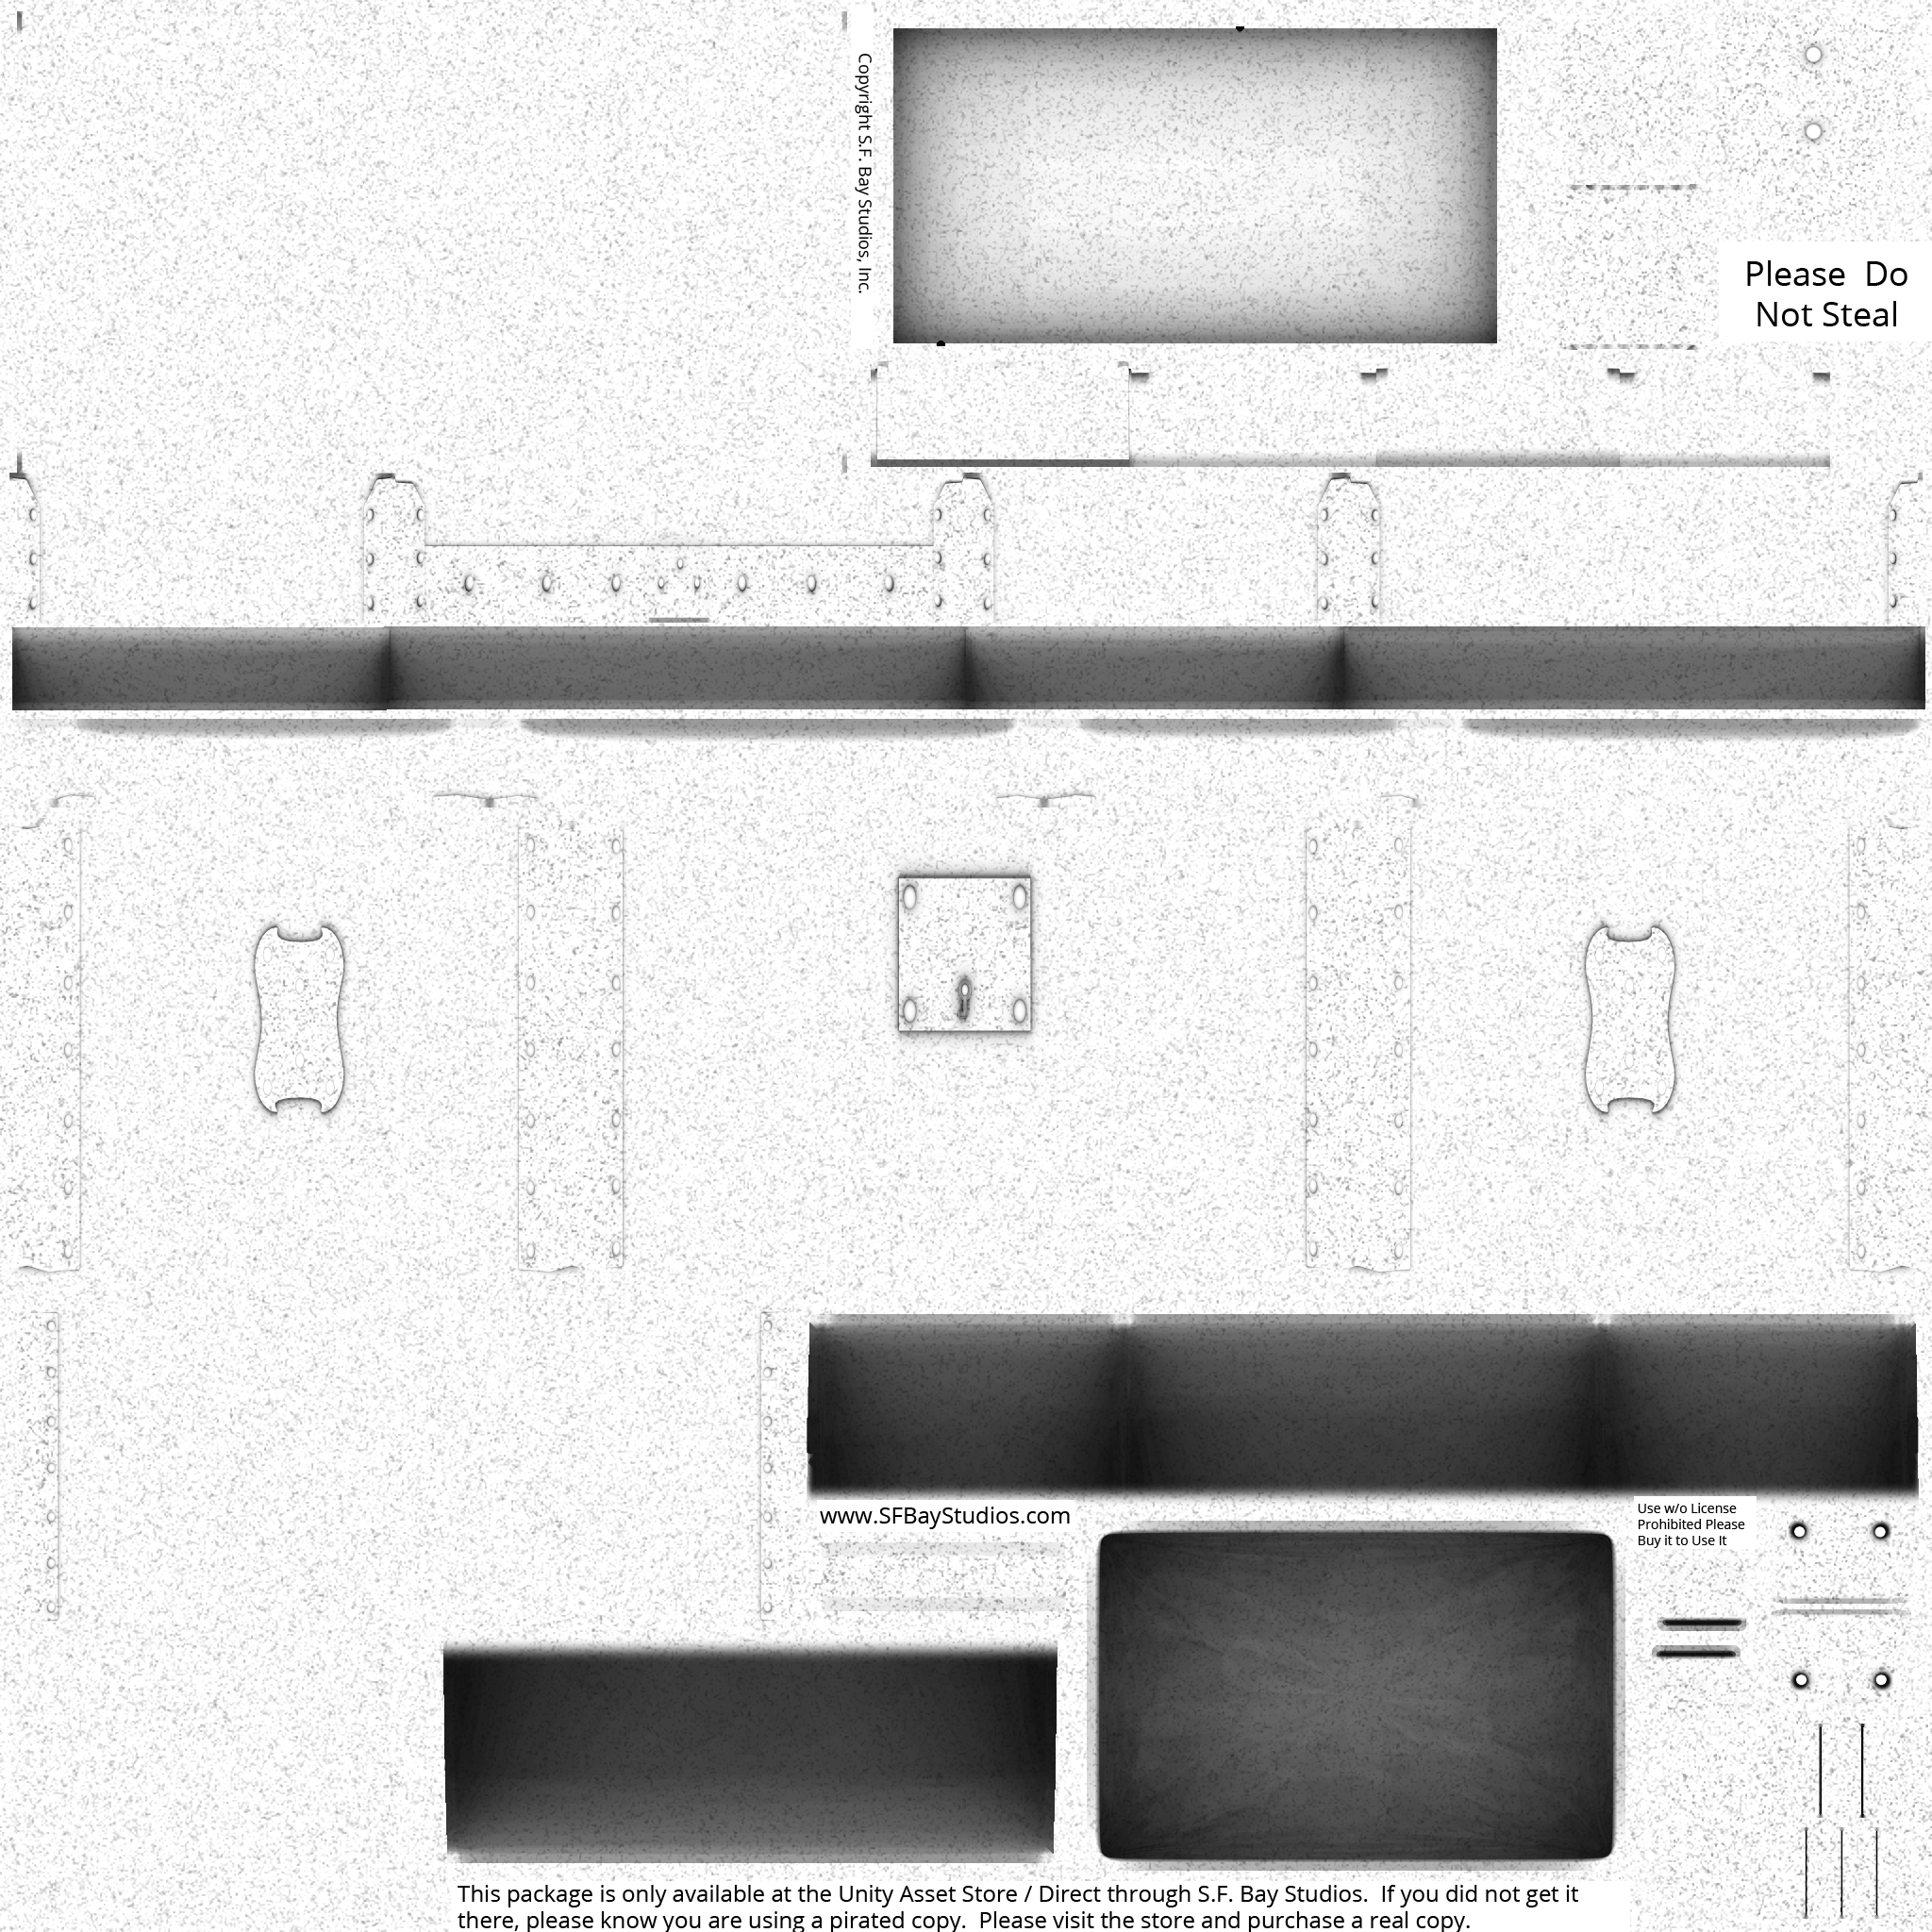 Copyright S.F. Bay Studios, Inc.
Please  Do
Not Steal
www.SFBayStudios.com
Use w/o License
Prohibited Please
Buy it to Use It
This package is only available at the Unity Asset Store / Direct through S.F. Bay Studios.  If you did not get it
there, please know you are using a pirated copy.  Please visit the store and purchase a real copy.